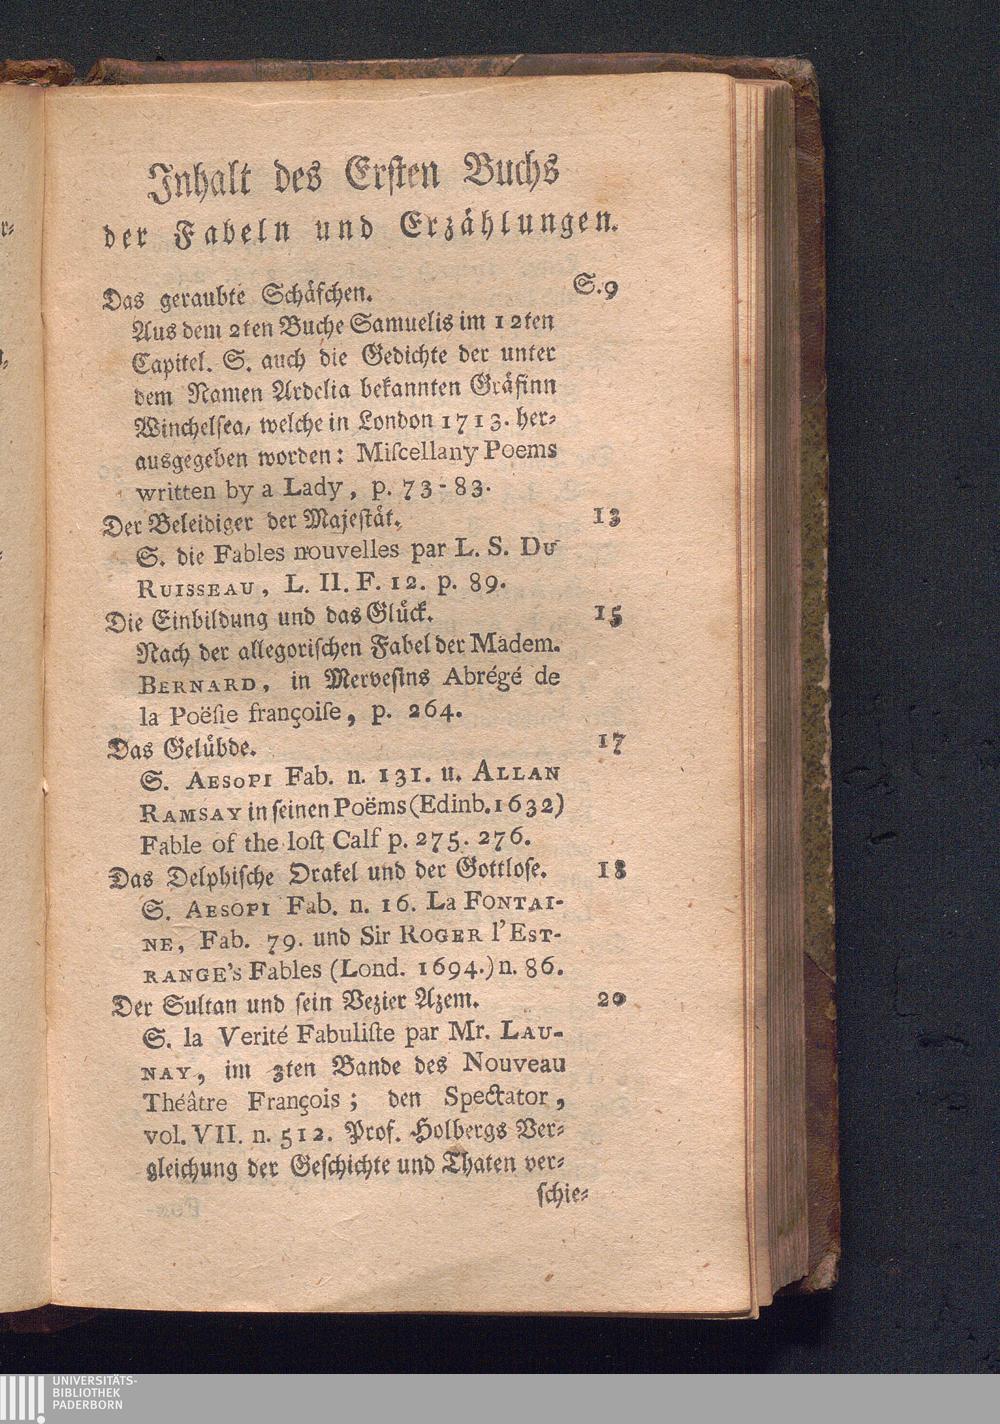 Inhalt des Ersten Buchs
der Fabeln und Erzählungen.
Das geraubte Schäfchen. S. 9
Aus dem 2ten Buche Samuelis im 12ten
Capitel. S. auch die Gedichte der unter
dem Namen Ardelia bekannten Gräfinn
Winchelsea, welche in London 1713. her-
ausgegeben worden: Miſcellany Poems
written by a Lady, p. 73-83.
Der Beleidiger der Majestät. 13
S. die Fables nouvelles par L. S. DU
RUISSEAU, L. II. F. 12. p. 89.
Die Einbildung und das Glück. 15
Nach der allegorischen Fabel der Madem.
BERNARD, in Mervesins Abrégé de
la Poëſie françoiſe, p. 264.
Das Gelübde. 17
S. AESOPI Fab. n. 131. u. ALLAN
RAMSAY in seinen Poëms (Edinb. 1632)
Fable of the loſt Calf p. 275. 276.
Das Delphische Orakel und der Gottlose. 18
S. AESOPI Fab. n. 16. La FONTAI-
NE, Fab. 79. und Sir ROGER l'EST-
RANGE's Fables (Lond. 1694.) n. 86.
Der Sultan und sein Vezier Azem. 20
S. la Verité Fabuliſte par Mr. LAU-
NAY, im 3ten Bande des Nouveau
Théâtre François; den Spectator,
vol. VII. n. 512. Prof. Holbergs Ver-
gleichung der Geschichte und Thaten ver-
schie-
UNIVERSITÄTS-
BIBLIOTHEK
PADERBORN